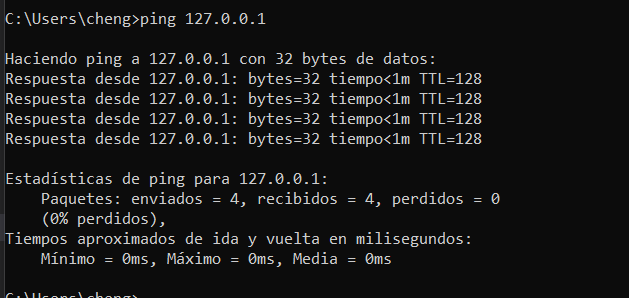 C:\Users\cheng>ping 127.0.0.1
Haciendo ping a 127.0.0.1 con 32 bytes de datos:
Respuesta desde 127.0.0.1: bytes=32 tiempo<1m TTL=128
Respuesta desde 127.0.0.1: bytes=32 tiempo<1m TTL=128
Respuesta desde 127.0.0.1: bytes=32 tiempo<1m TTL=128
Respuesta desde 127.0.0.1: bytes=32 tiempo<1m TTL=128
Estadísticas de ping para 127.0.0.1:
Paquetes: enviados = 4, recibidos = 4, perdidos = 0
(0% perdidos),
Tiempos aproximados de ida y vuelta en milisegundos:
Mínimo = 0ms, Máximo = 0ms, Media = 0ms
C:\Users\cheng>